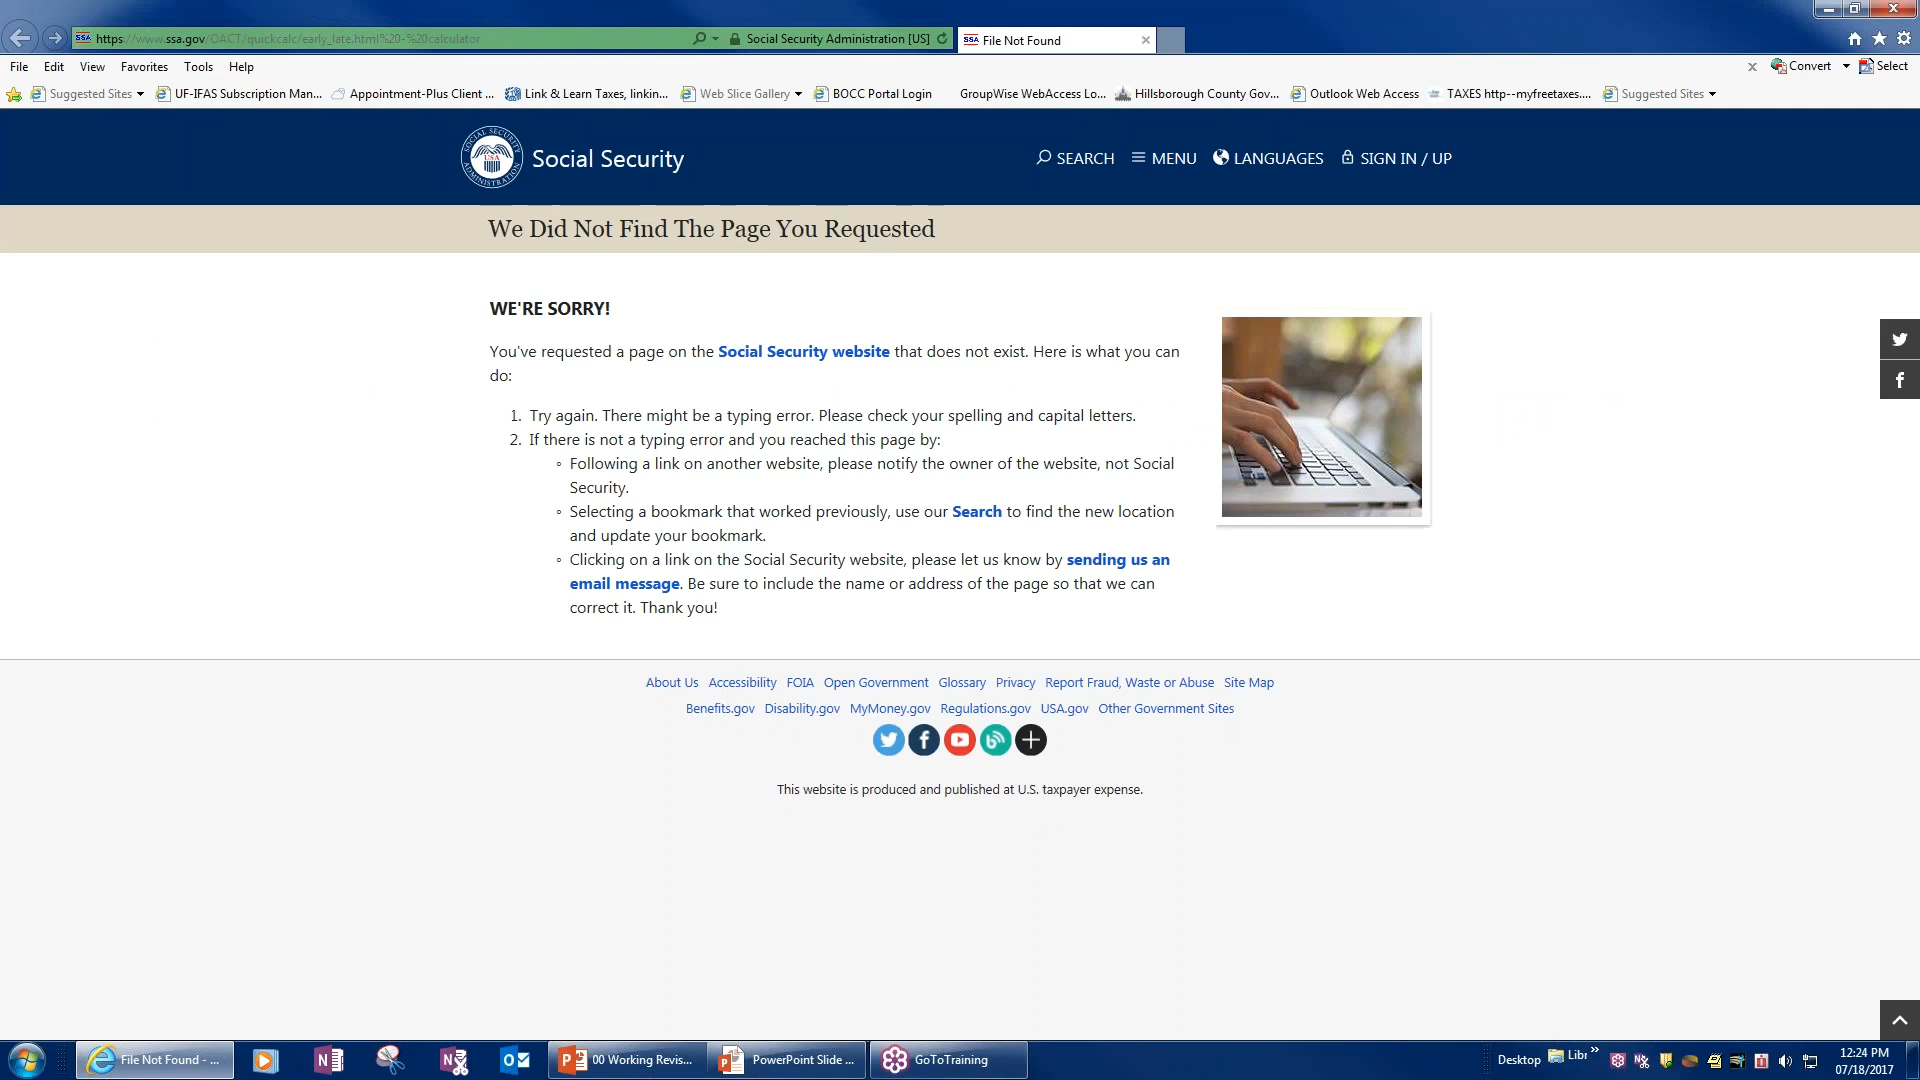 https://www.ssa.gov/OACT/quickcalc/early_late.html%20-%20calculator
Social Security Administration [US]
File Not Found
File Edit View Favorites Tools Help
Convert Select
Suggested Sites UF-IFAS Subscription Man... Appointment-Plus Client ... Link & Learn Taxes, linkin... Web Slice Gallery BOCC Portal Login GroupWise WebAccess Lo... Hillsborough County Gov... Outlook Web Access TAXES http--myfreetaxes.... Suggested Sites
SOCIAL SECURITY ADMINISTRATION
USA
Social Security
SEARCH MENU LANGUAGES SIGN IN / UP
We Did Not Find The Page You Requested
WE'RE SORRY!
You've requested a page on the Social Security website that does not exist. Here is what you can
do:
1. Try again. There might be a typing error. Please check your spelling and capital letters.
2. If there is not a typing error and you reached this page by:
◦ Following a link on another website, please notify the owner of the website, not Social
Security.
◦ Selecting a bookmark that worked previously, use our Search to find the new location
and update your bookmark.
◦ Clicking on a link on the Social Security website, please let us know by sending us an
email message. Be sure to include the name or address of the page so that we can
correct it. Thank you!
About Us Accessibility FOIA Open Government Glossary Privacy Report Fraud, Waste or Abuse Site Map
Benefits.gov Disability.gov MyMoney.gov Regulations.gov USA.gov Other Government Sites
This website is produced and published at U.S. taxpayer expense.
File Not Found - ...
00 Working Revis...
PowerPoint Slide ...
GoToTraining
Desktop
Libr
12:24 PM
07/18/2017